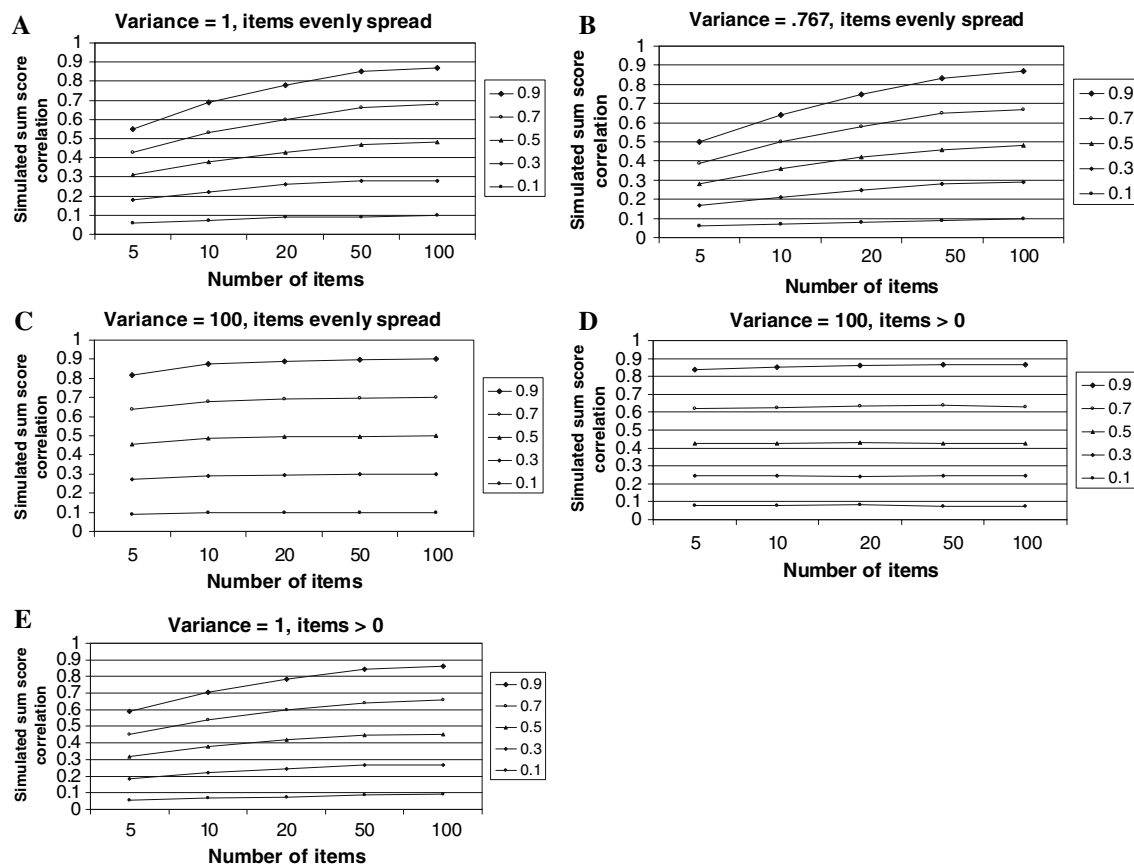 A
Variance = 1, items evenly spread
Simulated sum score
correlation
1
0.9
0.8
0.7
0.6
0.5
0.4
0.3
0.2
0.1
0
5 10 20 50 100
Number of items
0.9
0.7
0.5
0.3
0.1
B
Variance = .767, items evenly spread
Simulated sum score
correlation
1
0.9
0.8
0.7
0.6
0.5
0.4
0.3
0.2
0.1
0
5 10 20 50 100
Number of items
0.9
0.7
0.5
0.3
0.1
C
Variance = 100, items evenly spread
Simulated sum score
correlation
1
0.9
0.8
0.7
0.6
0.5
0.4
0.3
0.2
0.1
0
5 10 20 50 100
Number of items
0.9
0.7
0.5
0.3
0.1
D
Variance = 100, items > 0
Simulated sum score
correlation
1
0.9
0.8
0.7
0.6
0.5
0.4
0.3
0.2
0.1
0
5 10 20 50 100
Number of items
0.9
0.7
0.5
0.3
0.1
E
Variance = 1, items > 0
Simulated sum score
correlation
1
0.9
0.8
0.7
0.6
0.5
0.4
0.3
0.2
0.1
0
5 10 20 50 100
Number of items
0.9
0.7
0.5
0.3
0.1